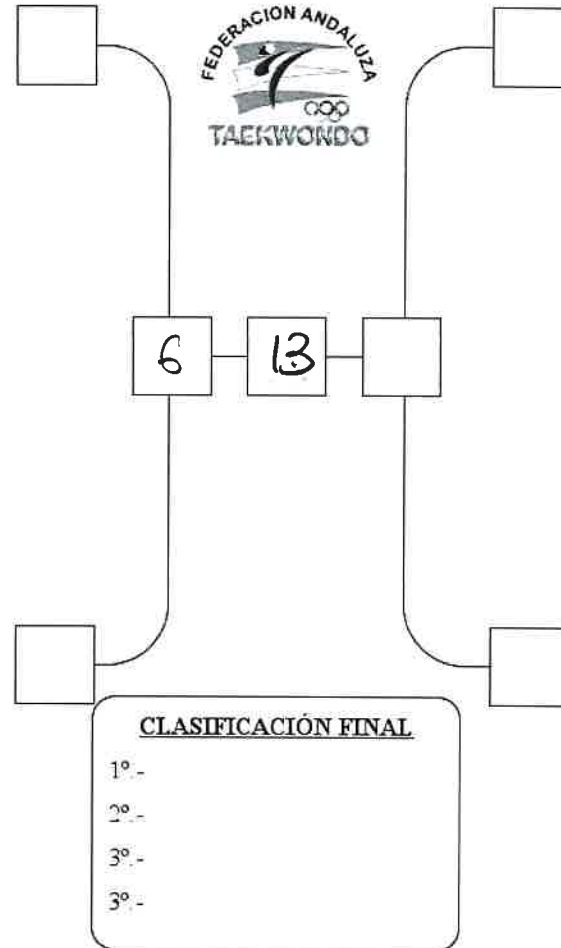 FEDERACION ANDALUZA
TAEKWONDO
6 13
CLASIFICACIÓN FINAL
1º.-
2º.-
3º.-
3º.-